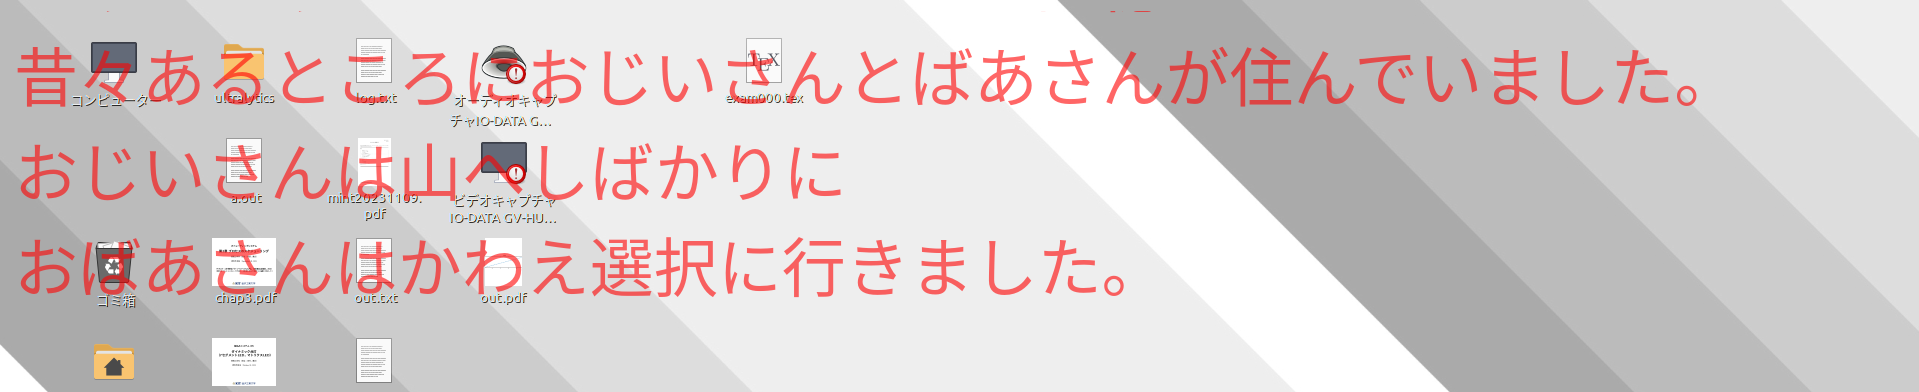 昔々あるところにおじいさんとばあさんが住んでいました。
コンピューター ultralytics log.txt オーディオキャプチャIO-DATA G... exam000.tex
おじいさんは山へしばかりに
a.out mint20231109.pdf ビデオキャプチャIO-DATA GV-HU...
おばあさんはかわえ選択に行きました。
ゴミ箱 chap3.pdf out.txt out.pdf